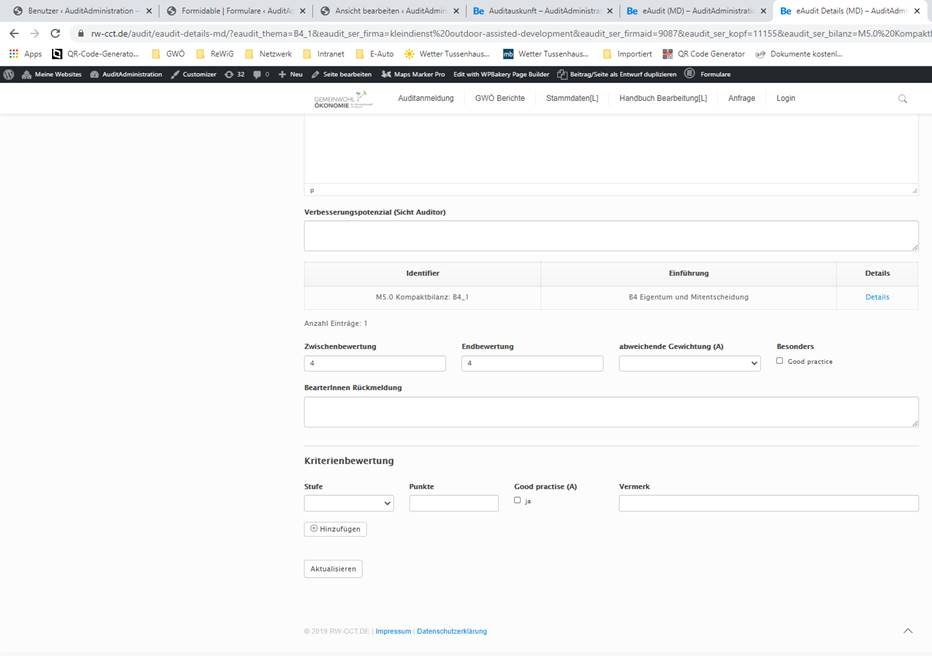 Benutzer ‹ AuditAdministration –
Formidable | Formulare ‹ AuditA
Ansicht bearbeiten ‹ AuditAdmin
Auditauskunft – AuditAdministra
eAudit (MD) – AuditAdministratio
eAudit Details (MD) – AuditAdmi
rw-cct.de/audit/eaudit-details-md/?eaudit_thema=B4_1&eaudit_ser_firma=kleindienst%20outdoor-assisted-development&eaudit_ser_firmaid=9087&eaudit_ser_kopf=11155&eaudit_ser_bilanz=M5.0%20Kompakt
Apps QR-Code-Generato... GWÖ ReWiG Netzwerk Intranet E-Auto Wetter Tussenhaus... Wetter Tussenhaus... Importiert QR Code Generator Dokumente kostenl...
Meine Websites AuditAdministration Customizer 32 0 Neu Seite bearbeiten Maps Marker Pro Edit with WPBakery Page Builder Beitrag/Seite als Entwurf duplizieren Formulare
GEMEINWOHL
ÖKONOMIE
Auditanmeldung GWÖ Berichte Stammdaten[L] Handbuch Bearbeitung[L] Anfrage Login
p
Verbesserungspotenzial (Sicht Auditor)
Identifier Einführung Details
M5.0 Kompaktbilanz: B4_1 B4 Eigentum und Mitentscheidung Details
Anzahl Einträge: 1
Zwischenbewertung Endbewertung abweichende Gewichtung (A) Besonders
4 4 Good practice
BearterInnen Rückmeldung
Kriterienbewertung
Stufe Punkte Good practise (A) Vermerk
ja
Hinzufügen
Aktualisieren
© 2019 RW-CCT.DE | Impressum | Datenschutzerklärung